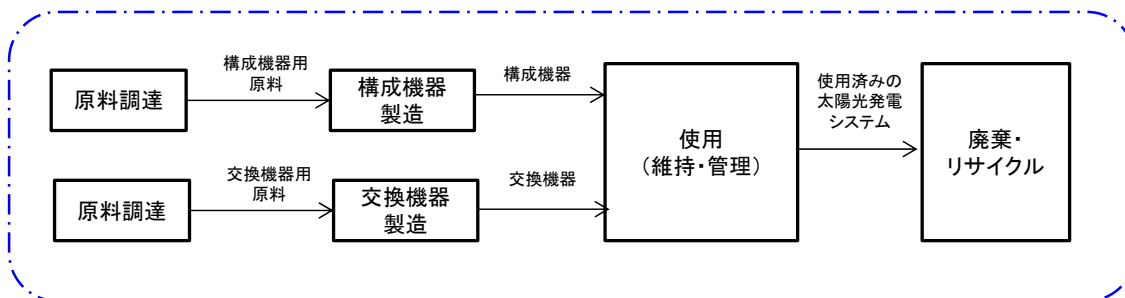 原料調達
構成機器用
原料
構成機器
製造
構成機器
原料調達
交換機器用
原料
交換機器
製造
交換機器
使用
（維持・管理）
使用済みの
太陽光発電
システム
廃棄・
リサイクル